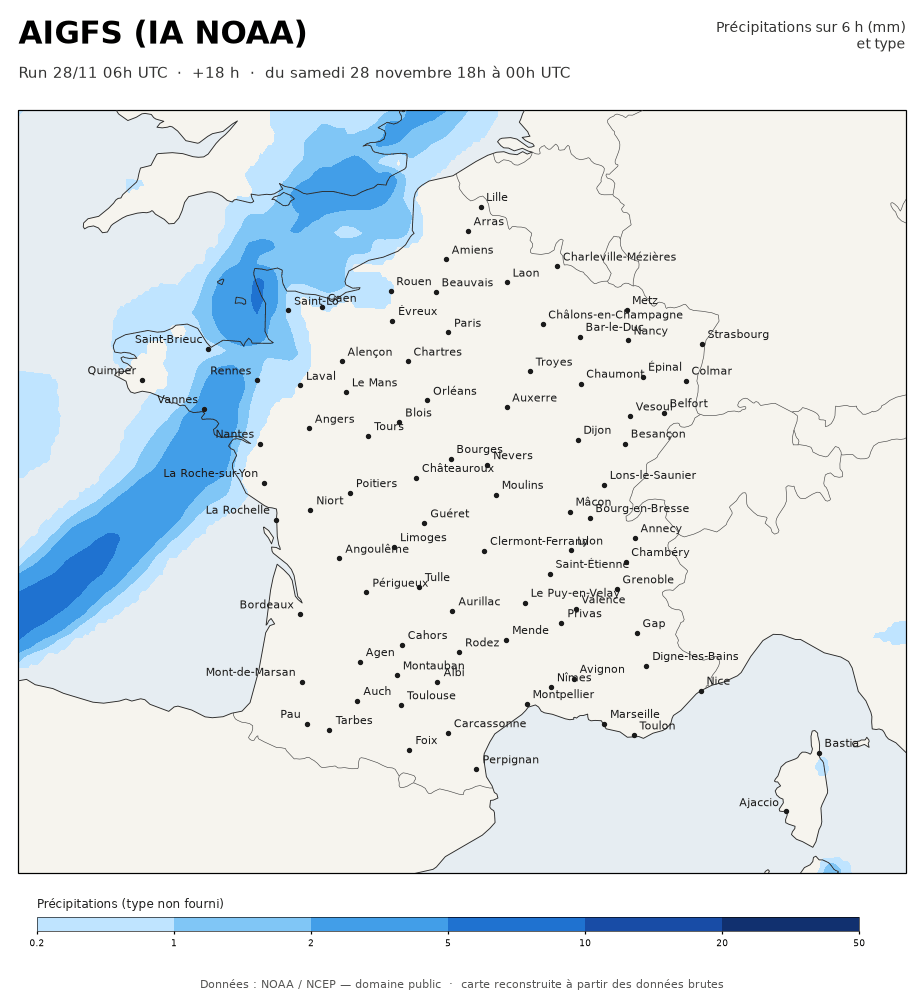 AIGFS (IA NOAA)
Précipitations sur 6 h (mm)
et type
Run 28/11 06h UTC · +18 h · du samedi 28 novembre 18h à 00h UTC
Lille
Arras
Amiens
Charleville-Mézières
Laon
Rouen
Beauvais
Saint-Lô
Caen
Metz
Évreux
Châlons-en-Champagne
Paris
Bar-le-Duc
Nancy
Strasbourg
Saint-Brieuc
Alençon
Chartres
Troyes
Épinal
Quimper
Rennes
Laval
Chaumont
Colmar
Le Mans
Orléans
Vannes
Auxerre
Belfort
Vesoul
Blois
Angers
Tours
Nantes
Dijon
Besançon
Bourges
Nevers
La Roche-sur-Yon
Châteauroux
Lons-le-Saunier
Poitiers
Moulins
Niort
Mâcon
La Rochelle
Bourg-en-Bresse
Guéret
Annecy
Limoges
Clermont-Ferrand
Lyon
Angoulême
Chambéry
Saint-Étienne
Tulle
Périgueux
Grenoble
Le Puy-en-Velay
Valence
Bordeaux
Aurillac
Privas
Gap
Mende
Cahors
Rodez
Agen
Digne-les-Bains
Mont-de-Marsan
Montauban
Albi
Avignon
Nîmes
Nice
Auch
Toulouse
Montpellier
Pau
Tarbes
Carcassonne
Marseille
Toulon
Foix
Bastia
Perpignan
Ajaccio
Précipitations (type non fourni)
0.2 1 2 5 10 20 50
Données : NOAA / NCEP — domaine public · carte reconstruite à partir des données brutes